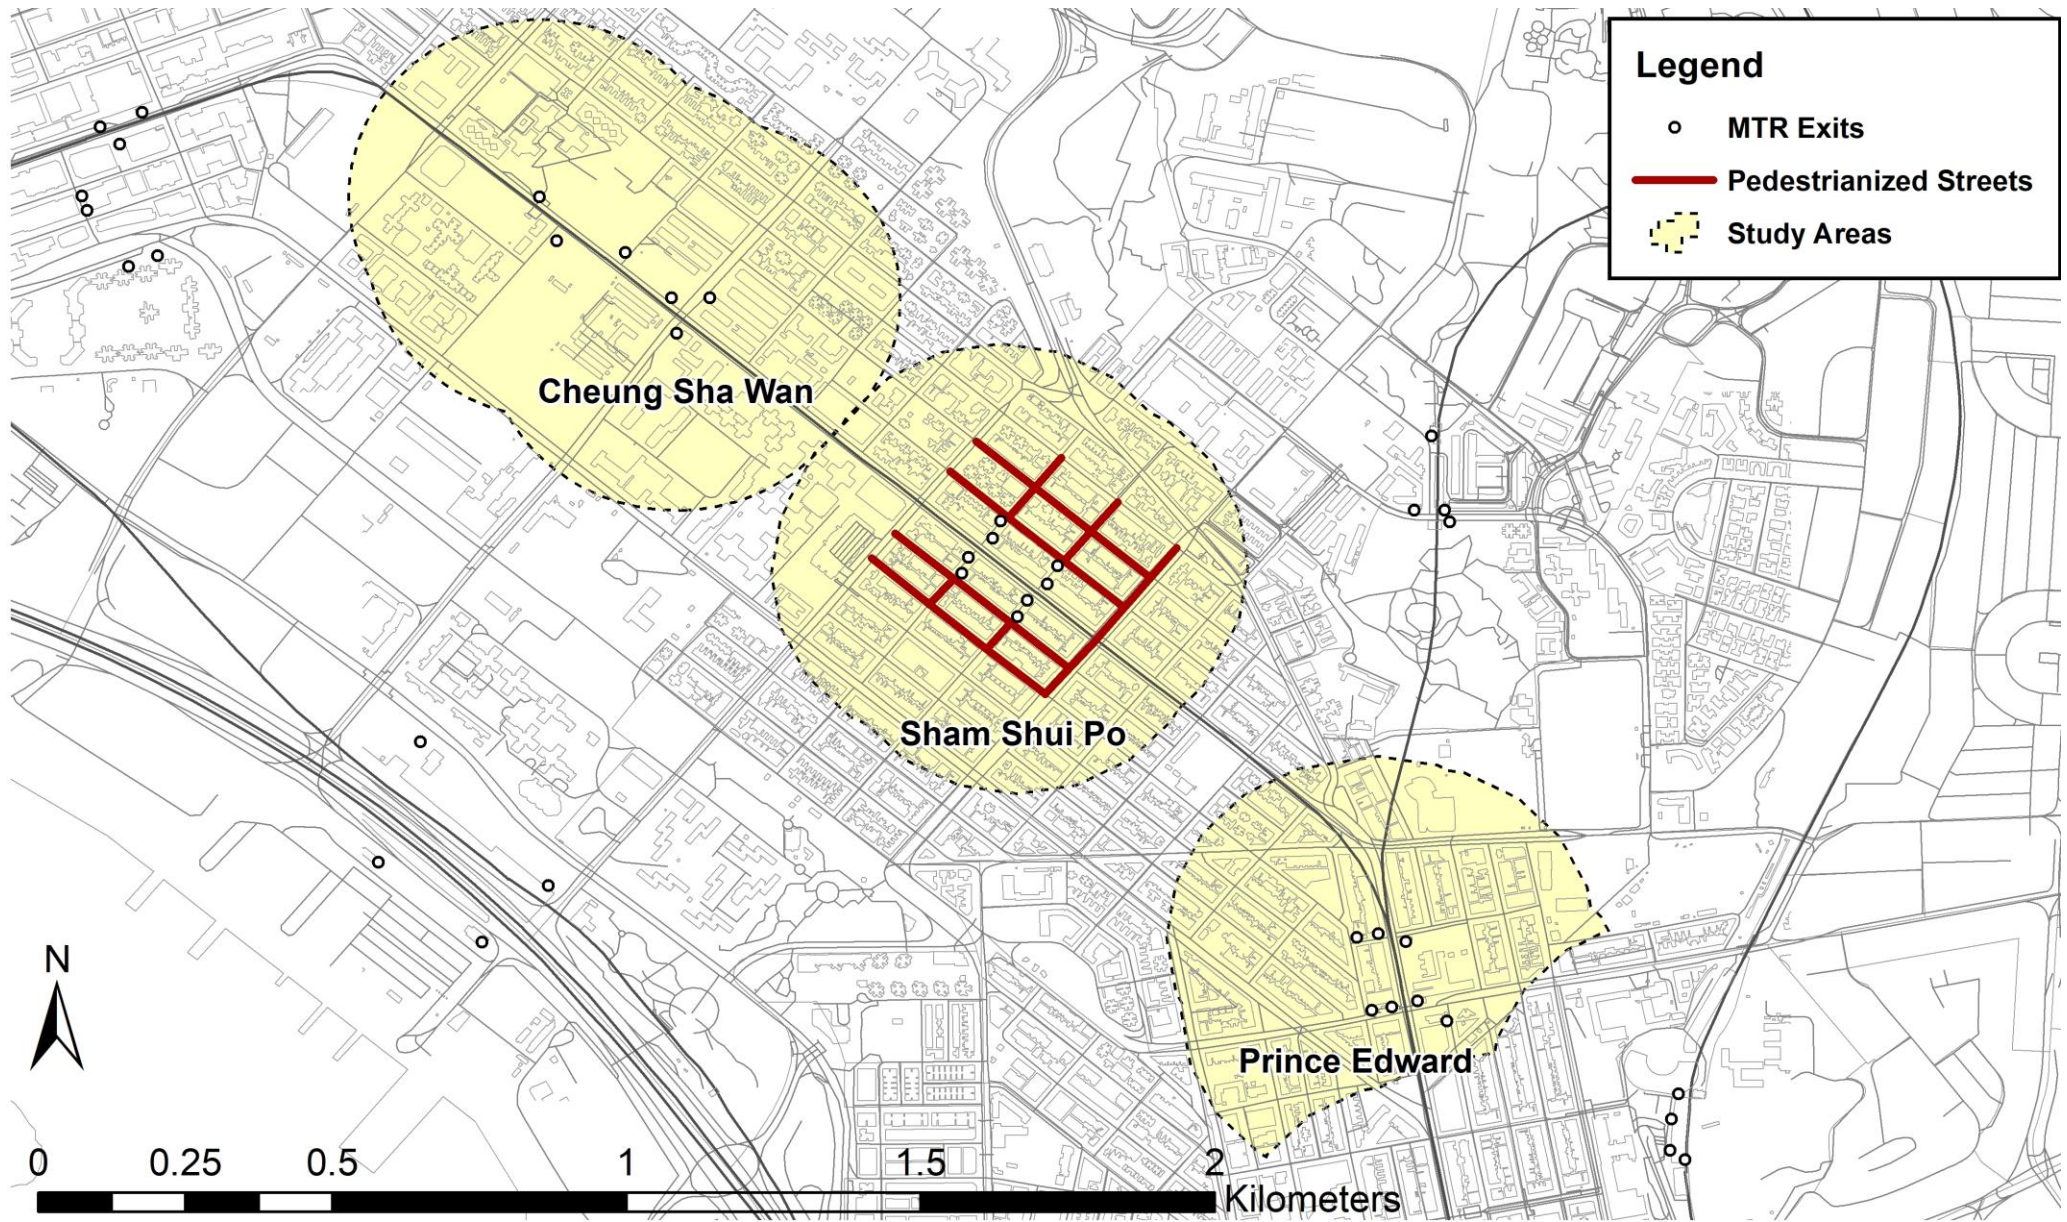 Legend
MTR Exits
Pedestrianized Streets
Study Areas
Cheung Sha Wan
Sham Shui Po
Prince Edward
N
0 0.25 0.5 1 1.5 2
Kilometers